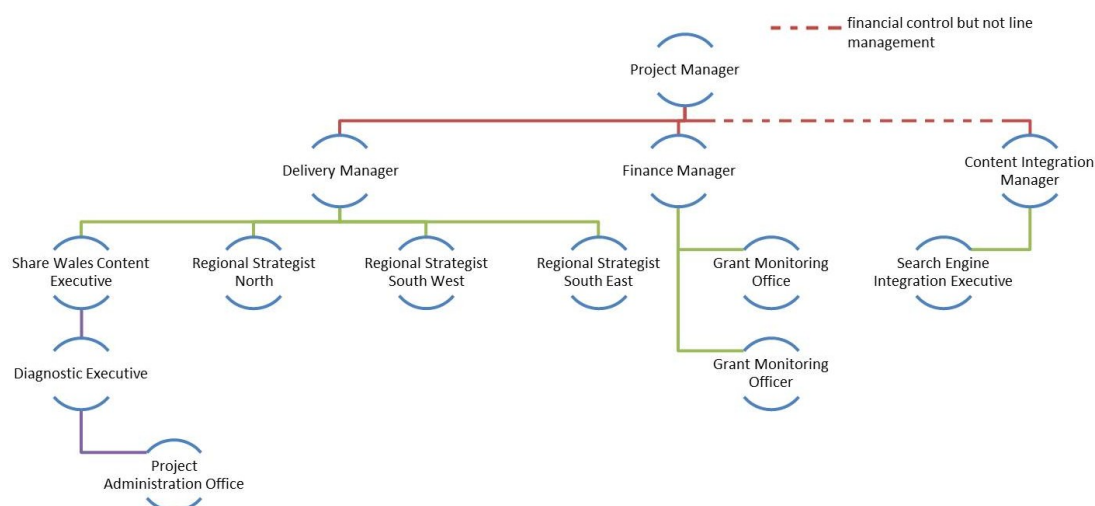 financial control but not line
management
Project Manager
Delivery Manager
Finance Manager
Content Integration
Manager
Share Wales Content
Executive
Regional Strategist
North
Regional Strategist
South West
Regional Strategist
South East
Grant Monitoring
Office
Search Engine
Integration Executive
Diagnostic Executive
Grant Monitoring
Officer
Project
Administration Office